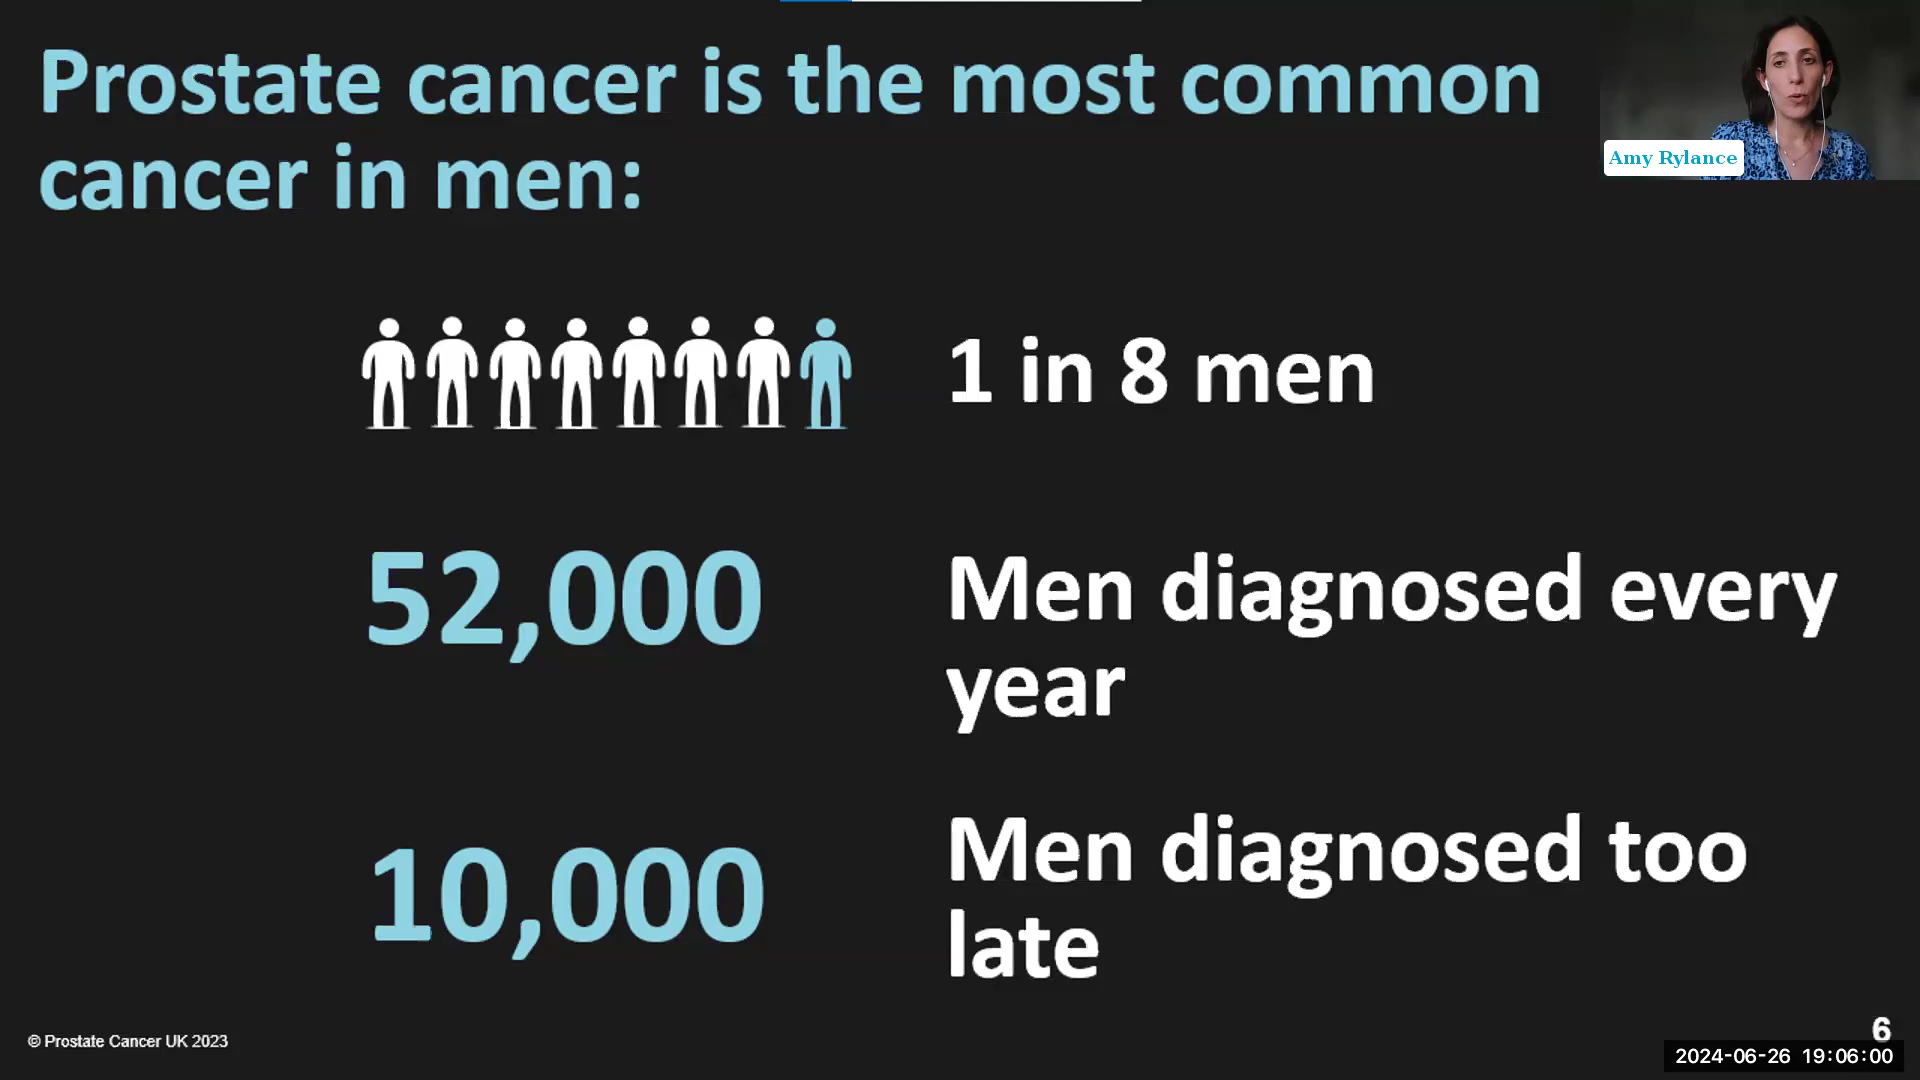 Prostate cancer is the most common
cancer in men:
Amy Rylance
1 in 8 men
52,000
Men diagnosed every
year
10,000
Men diagnosed too
late
© Prostate Cancer UK 2023
6
2024-06-26 19:06:00